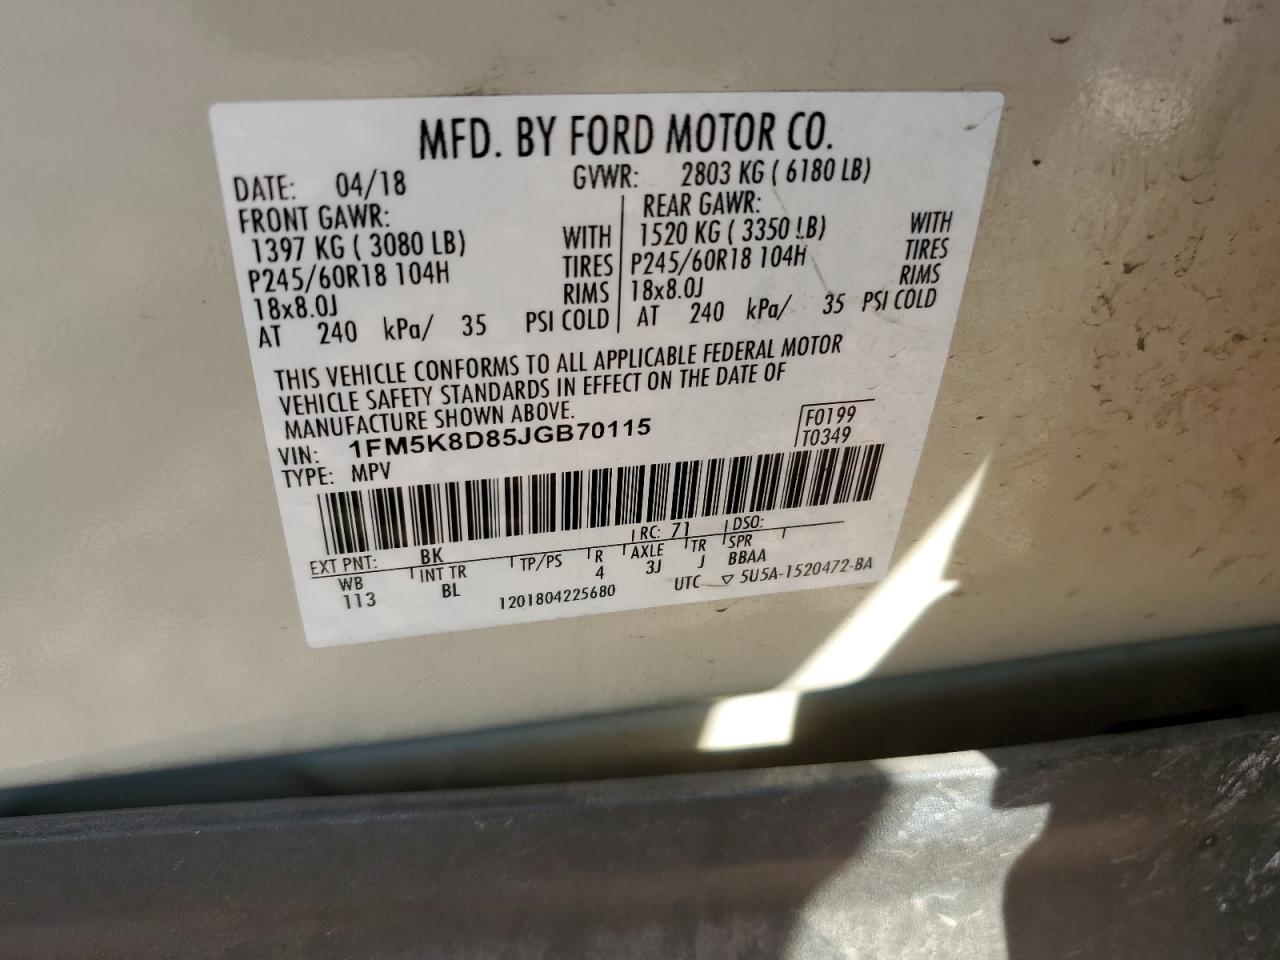 MFD. BY FORD MOTOR CO.
DATE: 04/18 GVWR: 2803 KG ( 6180 LB)
FRONT GAWR:
1397 KG ( 3080 LB) WITH
P245/60R18 104H TIRES
18x8.0J RIMS
AT 240 kPa/ 35 PSI COLD
REAR GAWR:
1520 KG ( 3350 LB) WITH
P245/60R18 104H TIRES
18x8.0J RIMS
AT 240 kPa/ 35 PSI COLD
THIS VEHICLE CONFORMS TO ALL APPLICABLE FEDERAL MOTOR
VEHICLE SAFETY STANDARDS IN EFFECT ON THE DATE OF
MANUFACTURE SHOWN ABOVE.
VIN: 1FM5K8D85JGB70115
TYPE: MPV
F0199
T0349
RC: 71 DSO:
EXT PNT: BK
WB INT TR TP/PS R AXLE TR SPR
113 BL 4 3J J BBAA
1201804225680
UTC ▽ 5U5A-1520472-BA